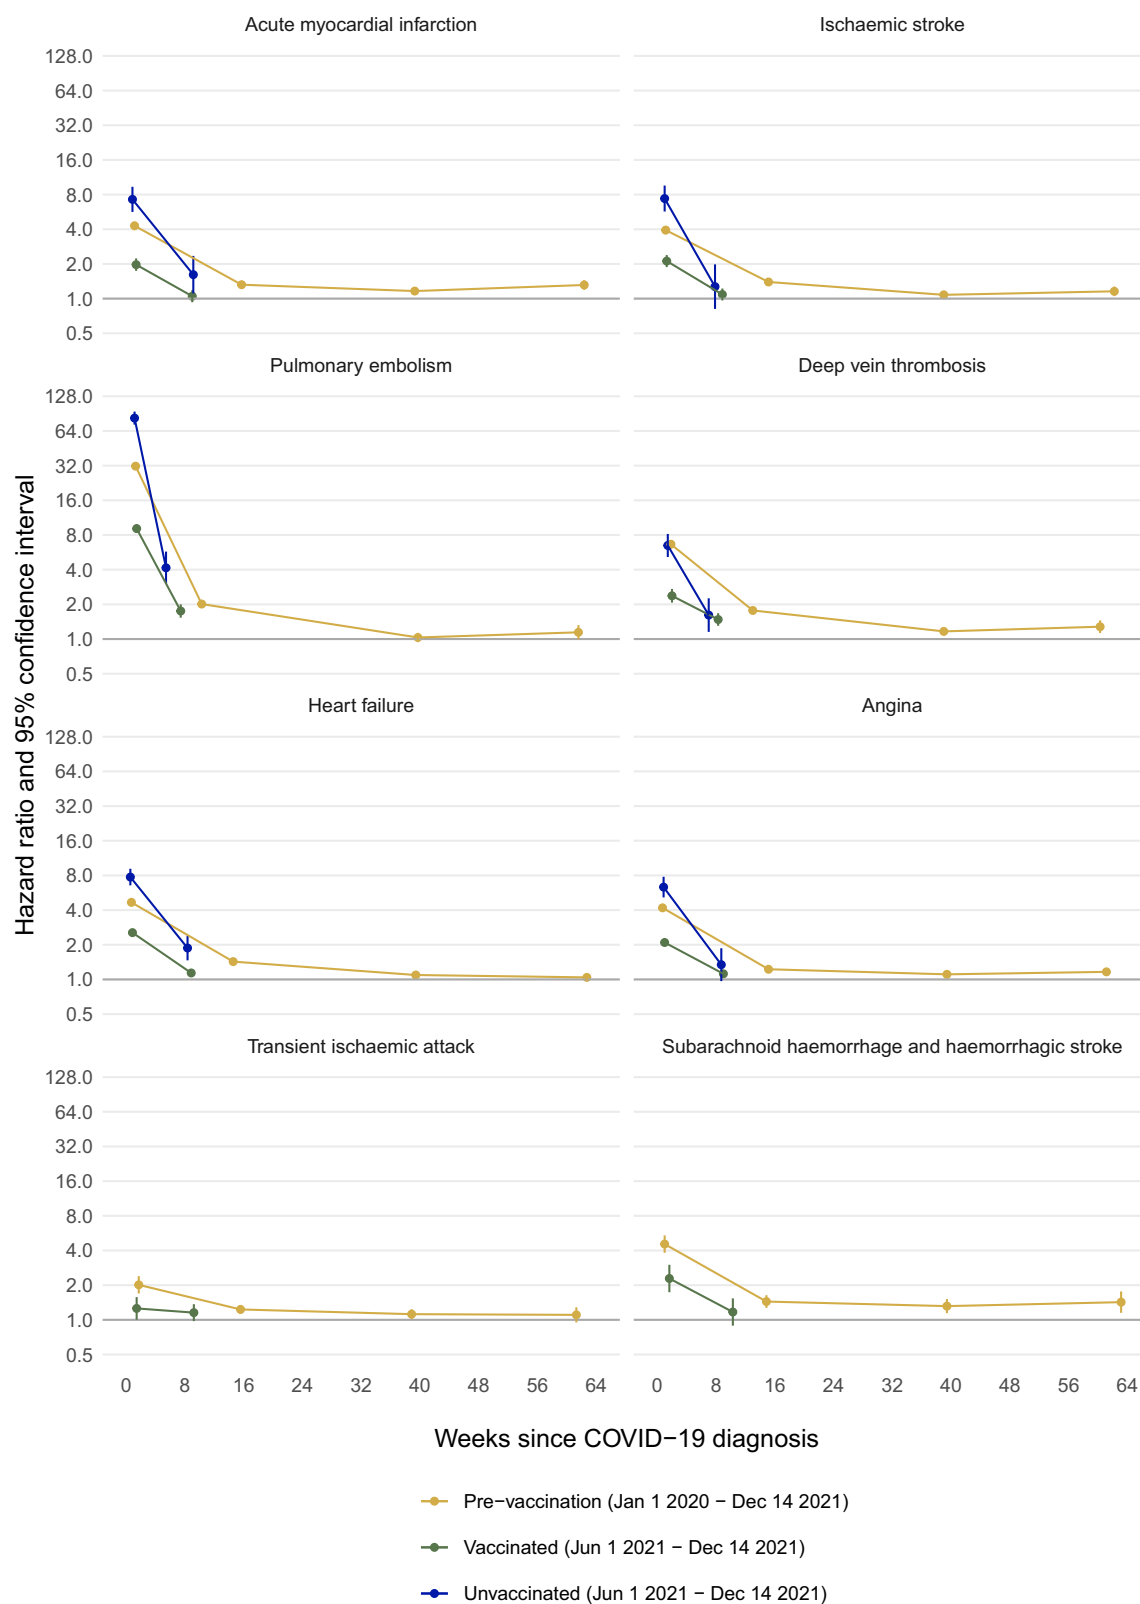 Acute myocardial infarction
Ischaemic stroke
128.0
64.0
32.0
16.0
8.0
4.0
2.0
1.0
0.5
Pulmonary embolism
Deep vein thrombosis
128.0
64.0
32.0
16.0
8.0
4.0
2.0
1.0
0.5
Hazard ratio and 95% confidence interval
Heart failure
Angina
128.0
64.0
32.0
16.0
8.0
4.0
2.0
1.0
0.5
Transient ischaemic attack
Subarachnoid haemorrhage and haemorrhagic stroke
128.0
64.0
32.0
16.0
8.0
4.0
2.0
1.0
0.5
0 8 16 24 32 40 48 56 64
0 8 16 24 32 40 48 56 64
Weeks since COVID−19 diagnosis
Pre−vaccination (Jan 1 2020 − Dec 14 2021)
Vaccinated (Jun 1 2021 − Dec 14 2021)
Unvaccinated (Jun 1 2021 − Dec 14 2021)